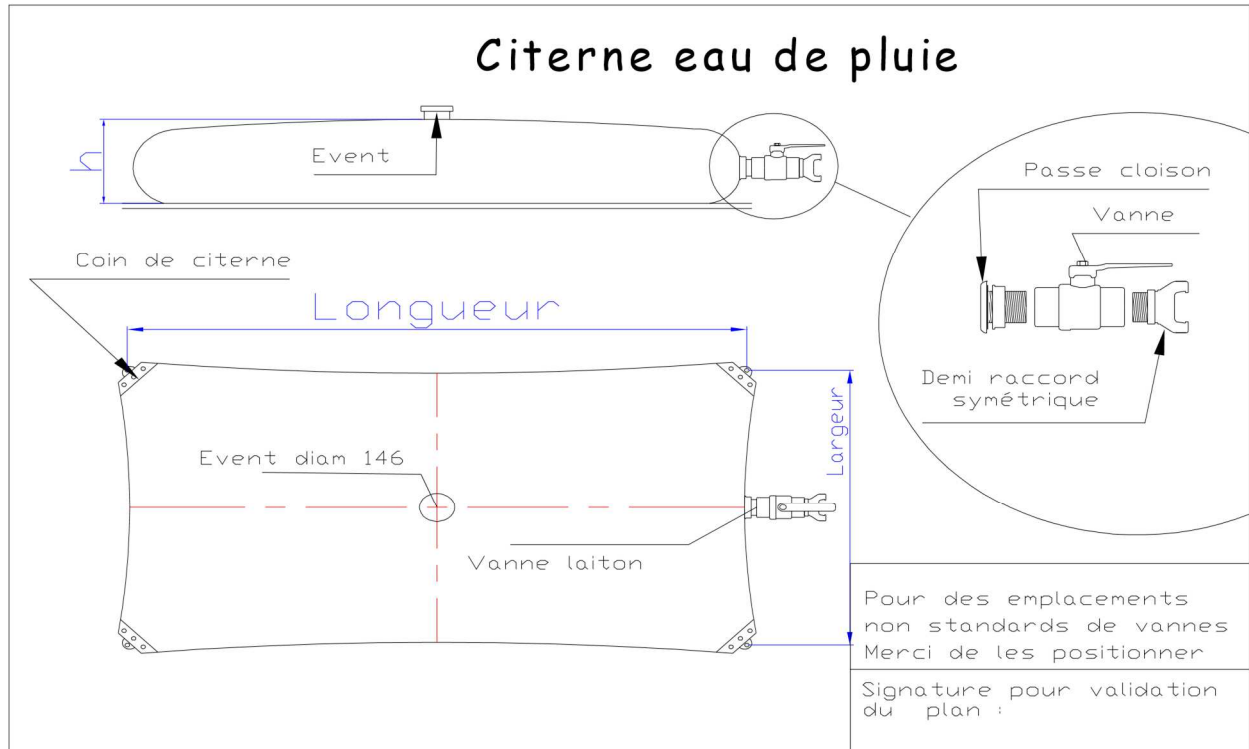 Citerne eau de pluie
h
Event
Passe cloison
Vanne
Coin de citerne
Longueur
Demi raccord
symétrique
Largeur
Event diam 146
Vanne laiton
Pour des emplacements
non standards de vannes
Merci de les positionner
Signature pour validation
du plan :